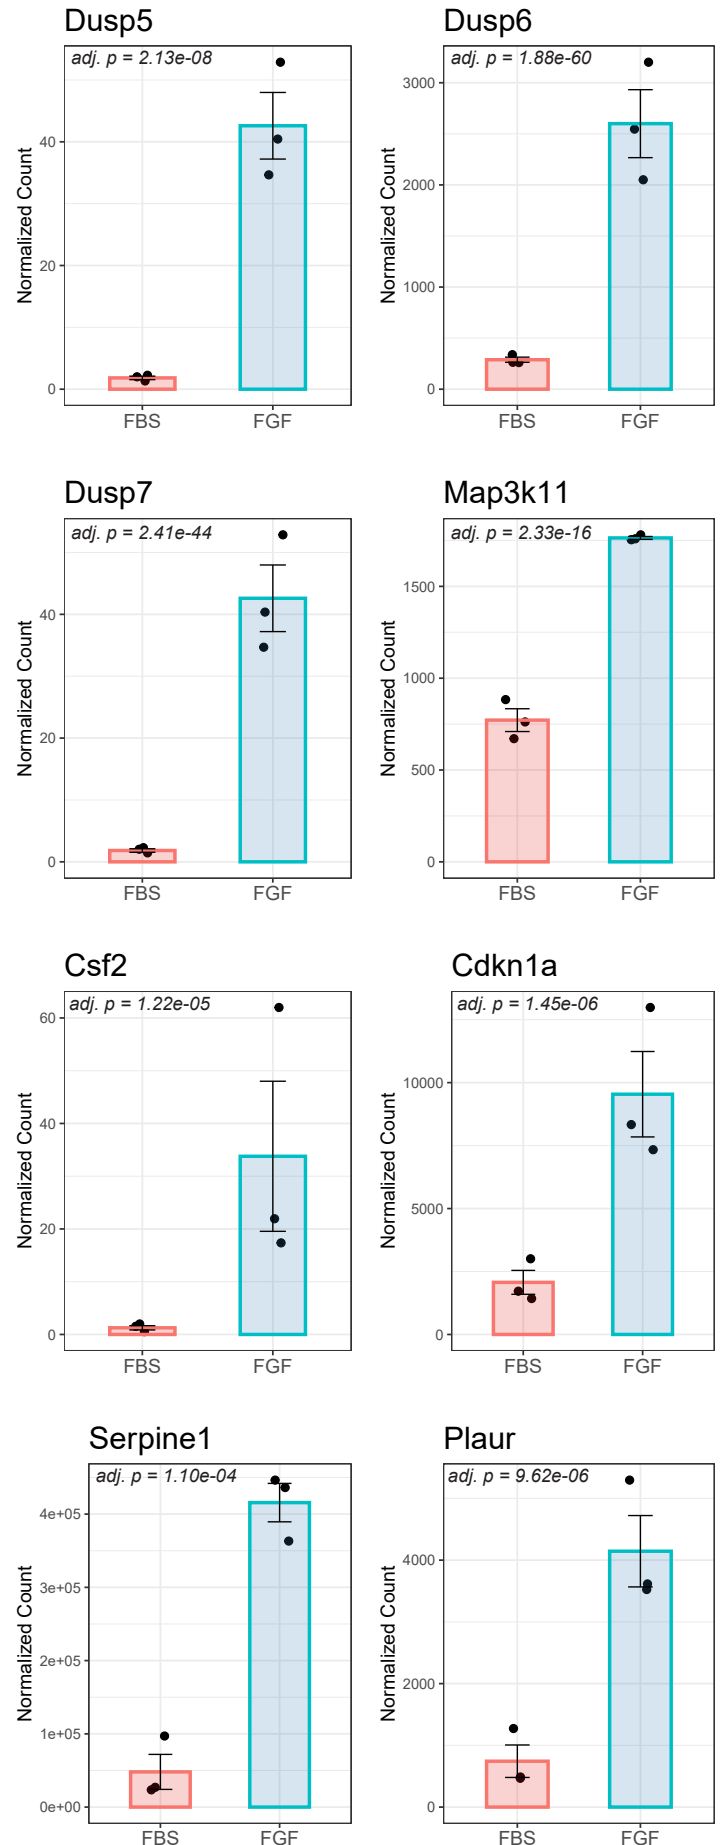 Dusp5
adj. p = 2.13e-08
Normalized Count
40
20
0
FBS FGF
Dusp6
adj. p = 1.88e-60
Normalized Count
3000
2000
1000
0
FBS FGF
Dusp7
adj. p = 2.41e-44
Normalized Count
40
20
0
FBS FGF
Map3k11
adj. p = 2.33e-16
Normalized Count
1500
1000
500
0
FBS FGF
Csf2
adj. p = 1.22e-05
Normalized Count
60
40
20
0
FBS FGF
Cdkn1a
adj. p = 1.45e-06
Normalized Count
10000
5000
0
FBS FGF
Serpine1
adj. p = 1.10e-04
Normalized Count
4e+05
3e+05
2e+05
1e+05
0e+00
FBS FGF
Plaur
adj. p = 9.62e-06
Normalized Count
4000
2000
0
FBS FGF